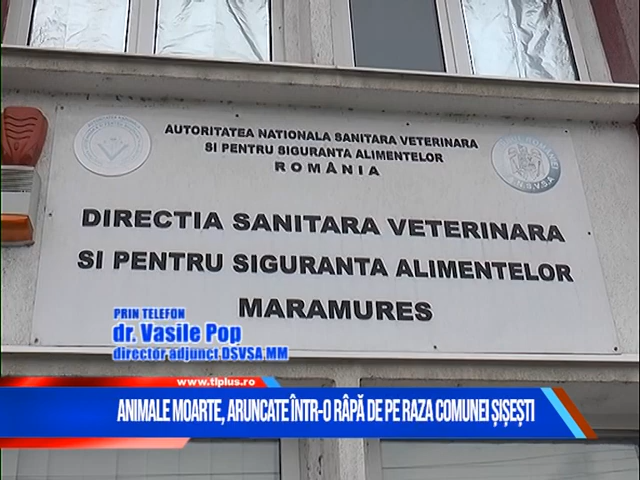 AUTORITATEA NATIONALA SANITARA VETERINARA
SI PENTRU SIGURANTA ALIMENTELOR
ROMÂNIA
DIRECTIA SANITARA VETERINARA
SI PENTRU SIGURANTA ALIMENTELOR
MARAMURES
PRIN TELEFON
dr. Vasile Pop
director adjunct DSVSA MM
www.tlplus.ro
ANIMALE MOARTE, ARUNCATE ÎNTR-O RÂPĂ DE PE RAZA COMUNEI ȘIȘEȘTI